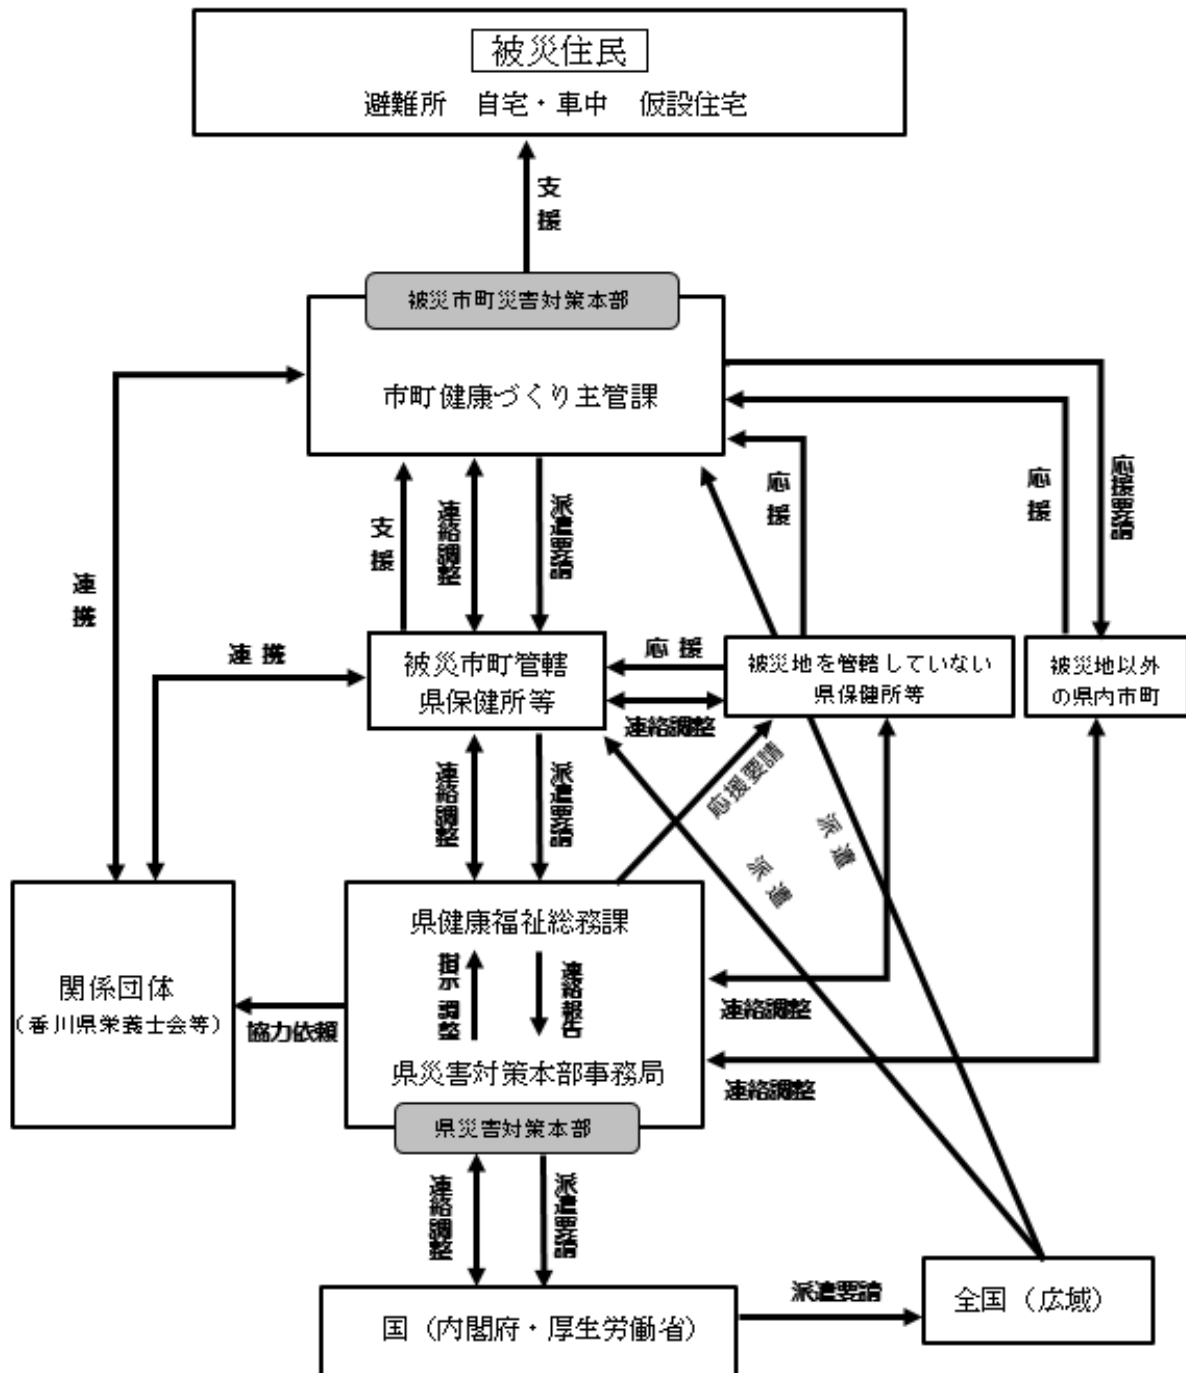 被災住民
避難所　自宅・車中　仮設住宅
支援
被災市町災害対策本部
市町健康づくり主管課
連携
支援
連絡調整
派遣要請
応援
応援
応援要請
連携
被災市町管轄
県保健所等
応援
連絡調整
被災地を管轄していない
県保健所等
被災地以外
の県内市町
連絡調整
派遣要請
応援要請
派遣
派遣
関係団体
（香川県栄養士会等）
協力依頼
県健康福祉総務課
指示調整
連絡報告
県災害対策本部事務局
県災害対策本部
連絡調整
連絡調整
連絡調整
派遣要請
国（内閣府・厚生労働省）
派遣要請
全国（広域）